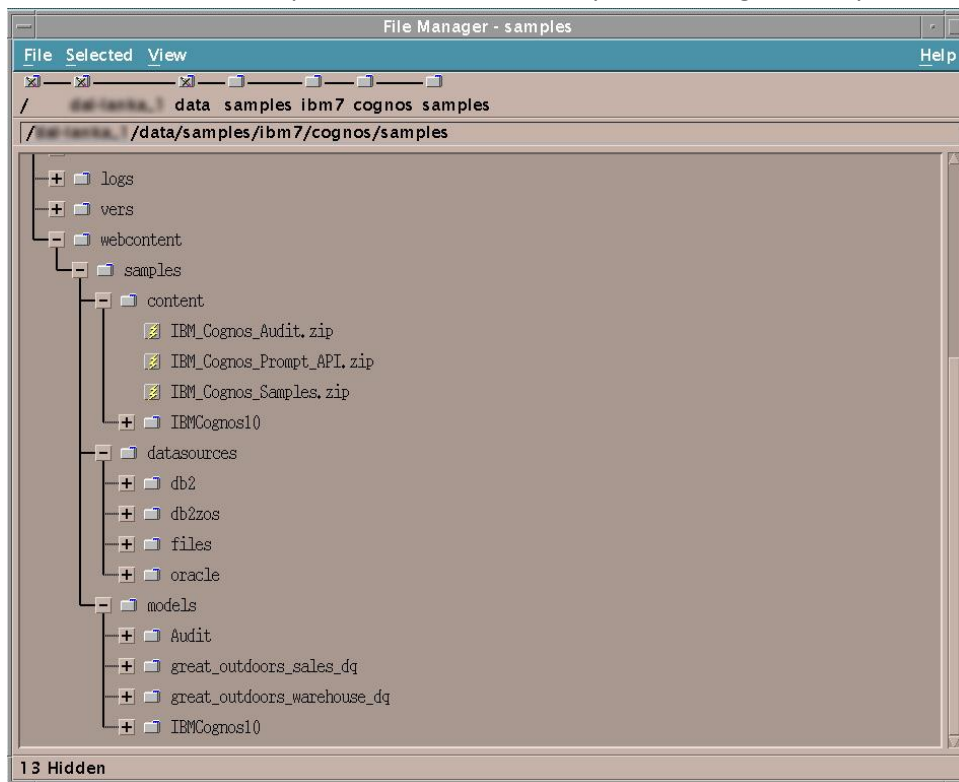 File Manager - samples
File Selected View Help
/ data samples ibm7 cognos samples
/ /data/samples/ibm7/cognos/samples
logs
vers
webcontent
samples
content
IBM_Cognos_Audit.zip
IBM_Cognos_Prompt_API.zip
IBM_Cognos_Samples.zip
IBMCognos10
datasources
db2
db2zos
files
oracle
models
Audit
great_outdoors_sales_dq
great_outdoors_warehouse_dq
IBMCognos10
13 Hidden